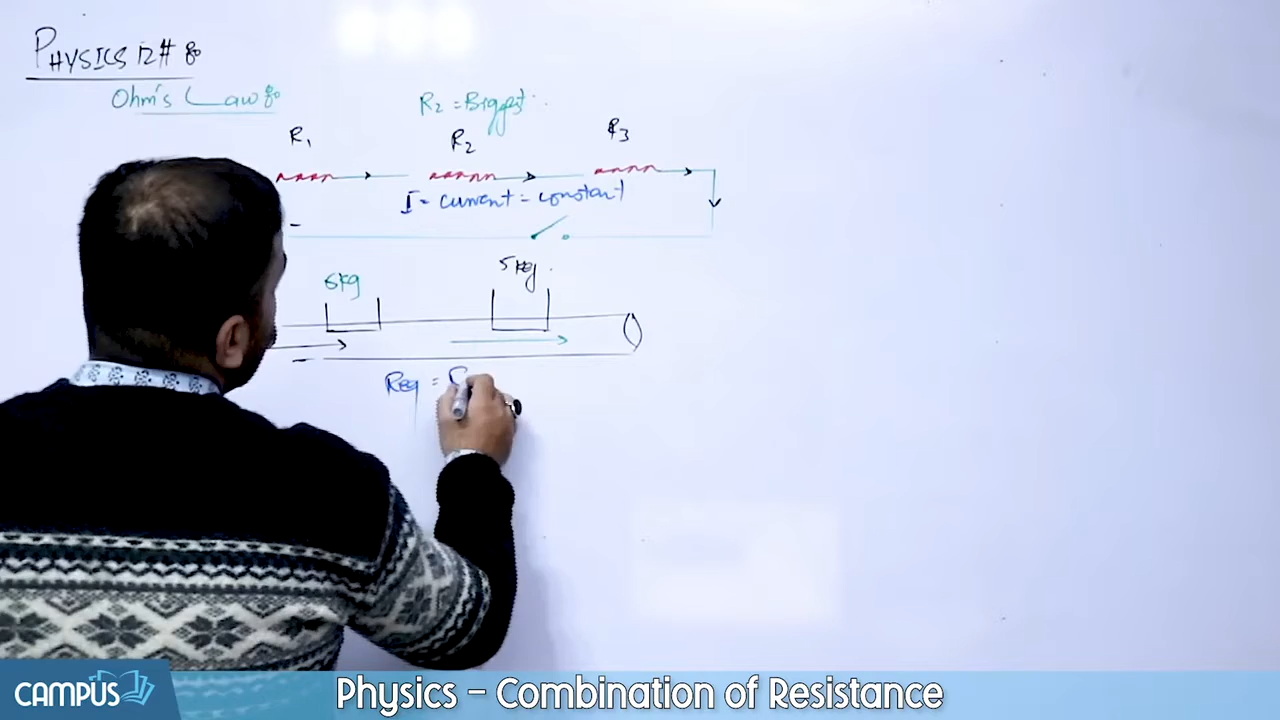 PHYSICS 12# 8
Ohm's Law 8
R2 = Biggest
R1 R2 R3
I = current = constant
-
5kg 5kg.
Req = R
CAMPUS
Physics – Combination of Resistance